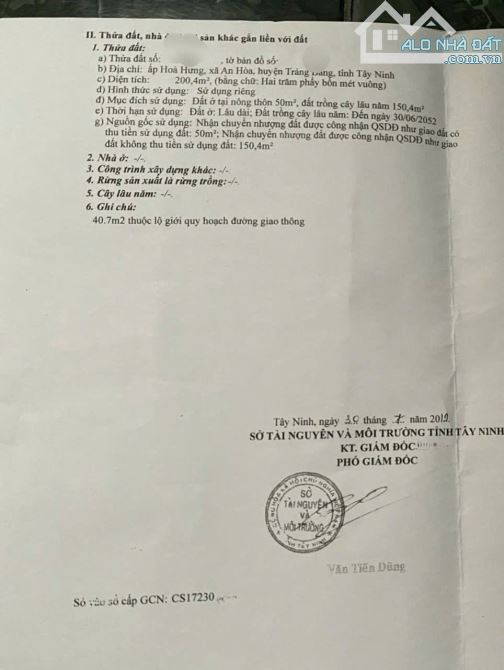 ALO NHÀ ĐẤT
.com.vn
II. Thửa đất, nhà ở sản khác gắn liền với đất
1. Thửa đất:
a) Thửa đất số: , tờ bản đồ số:
b) Địa chỉ: ấp Hoà Hưng, xã An Hòa, huyện Trảng Bàng, tỉnh Tây Ninh
c) Diện tích: 200,4m², (bằng chữ: Hai trăm phẩy bốn mét vuông)
d) Hình thức sử dụng: Sử dụng riêng
đ) Mục đích sử dụng: Đất ở tại nông thôn 50m², đất trồng cây lâu năm 150,4m²
e) Thời hạn sử dụng: Đất ở: Lâu dài; Đất trồng cây lâu năm: Đến ngày 30/06/2052
g) Nguồn gốc sử dụng: Nhận chuyển nhượng đất được công nhận QSDĐ như giao đất có
thu tiền sử dụng đất: 50m²; Nhận chuyển nhượng đất được công nhận QSDĐ như giao
đất không thu tiền sử dụng đất: 150,4m²
2. Nhà ở: -/-.
3. Công trình xây dựng khác: -/-
4. Rừng sản xuất là rừng trồng: -/-
5. Cây lâu năm: -/-
6. Ghi chú:
40.7m2 thuộc lộ giới quy hoạch đường giao thông
Tây Ninh, ngày tháng năm
SỞ TÀI NGUYÊN VÀ MÔI TRƯỜNG TỈNH TÂY NINH
KT. GIÁM ĐỐC
PHÓ GIÁM ĐỐC
SỞ
TÀI NGUYÊN
VÀ
MÔI TRƯỜNG
Văn Tiến Dũng
Số vào sổ cấp GCN: CS17230